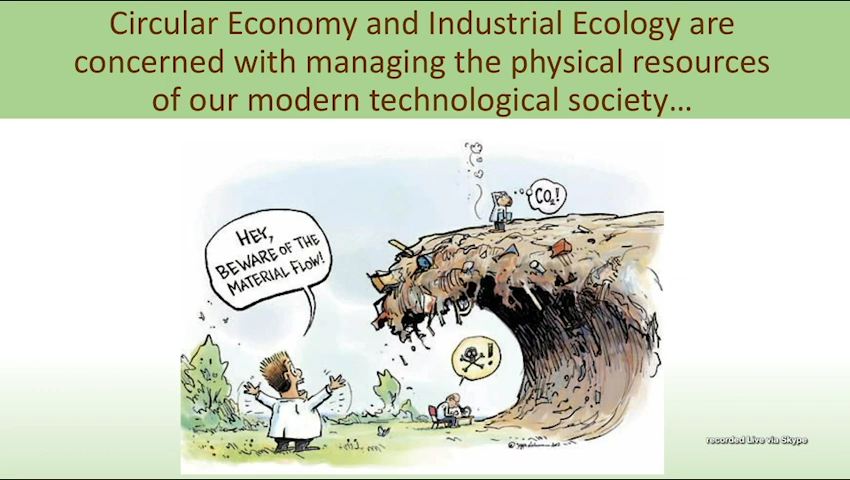 Circular Economy and Industrial Ecology are
concerned with managing the physical resources
of our modern technological society...
CO₂!
HEY,
BEWARE OF THE
MATERIAL FLOW!
!
recorded Live via Skype